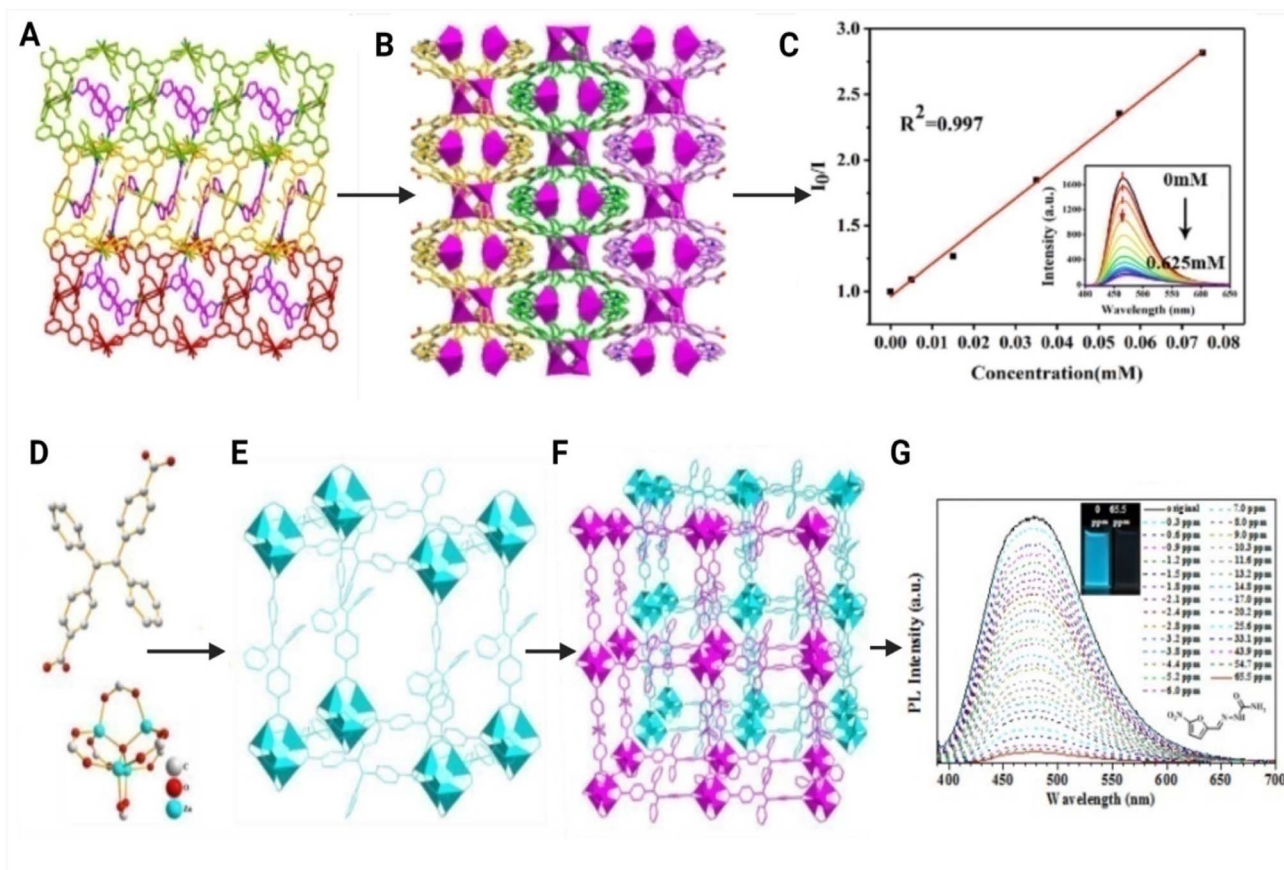 A
B
C
3.0
2.5
2.0
1.5
1.0
I₀/I
R²=0.997
0.00 0.01 0.02 0.03 0.04 0.05 0.06 0.07 0.08
Concentration(mM)
1600
1200
800
400
0
Intensity (a.u.)
0mM
0.625mM
400 450 500 550 600 650
Wavelength (nm)
D
E
F
G
C
O
Zn
PL Intensity (a.u.)
0 65.5
ppm ppm
original 7.0 ppm
0.3 ppm 8.0 ppm
0.6 ppm 9.0 ppm
0.9 ppm 10.3 ppm
1.2 ppm 11.6 ppm
1.5 ppm 13.2 ppm
1.8 ppm 14.8 ppm
2.1 ppm 17.0 ppm
2.4 ppm 20.2 ppm
2.8 ppm 25.6 ppm
3.2 ppm 33.1 ppm
3.8 ppm 43.9 ppm
4.4 ppm 54.7 ppm
5.2 ppm 65.5 ppm
6.0 ppm
O₂N O N-NH O NH₂
400 450 500 550 600 650 700
Wavelength (nm)